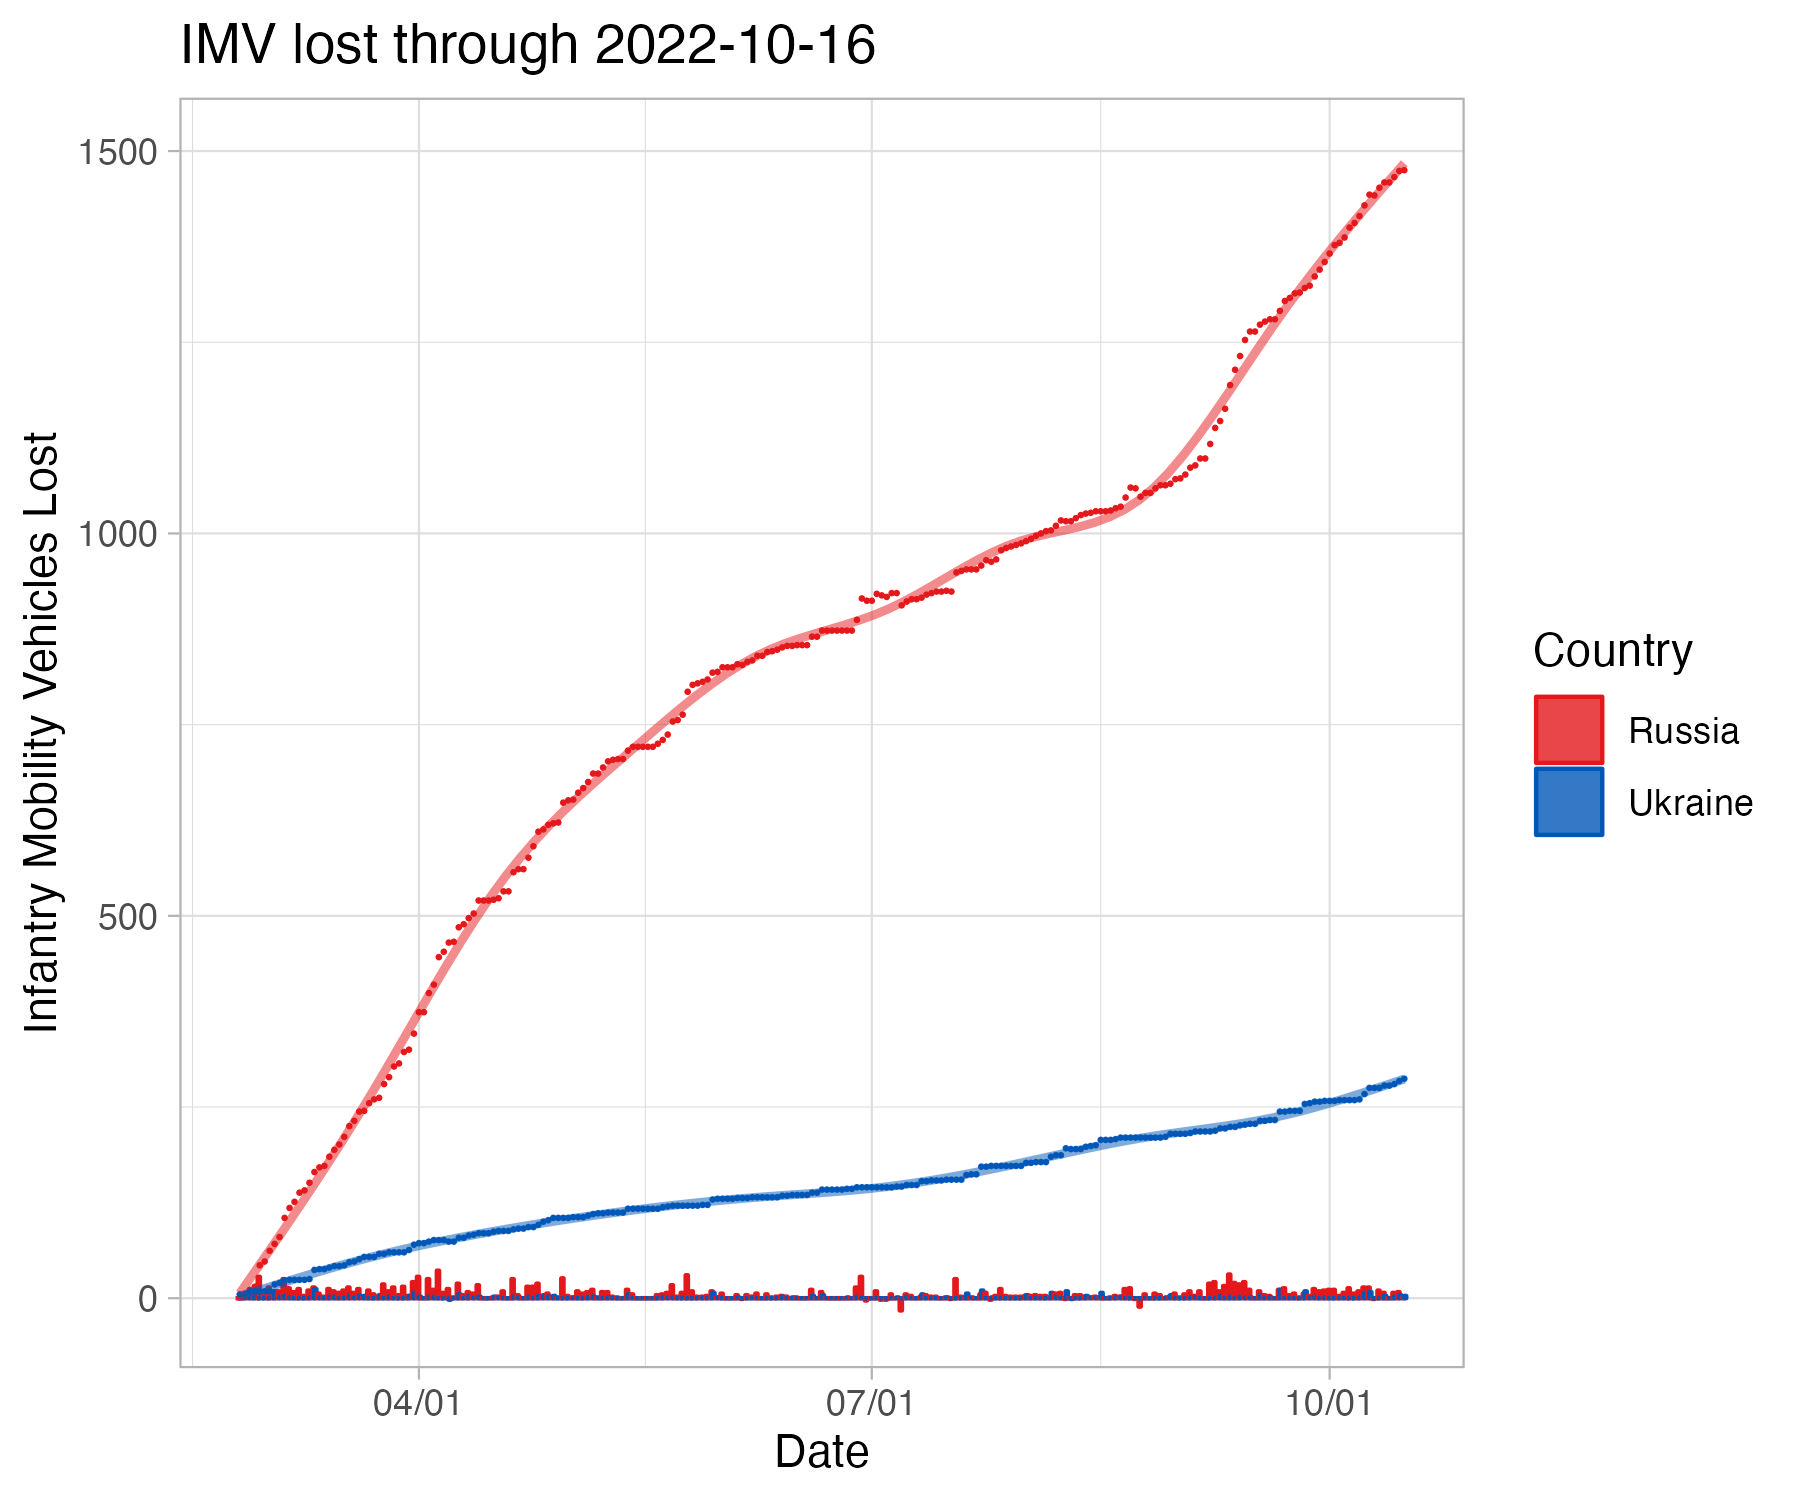 IMV lost through 2022-10-16
Infantry Mobility Vehicles Lost
1500
1000
500
0
04/01
07/01
10/01
Date
Country
Russia
Ukraine